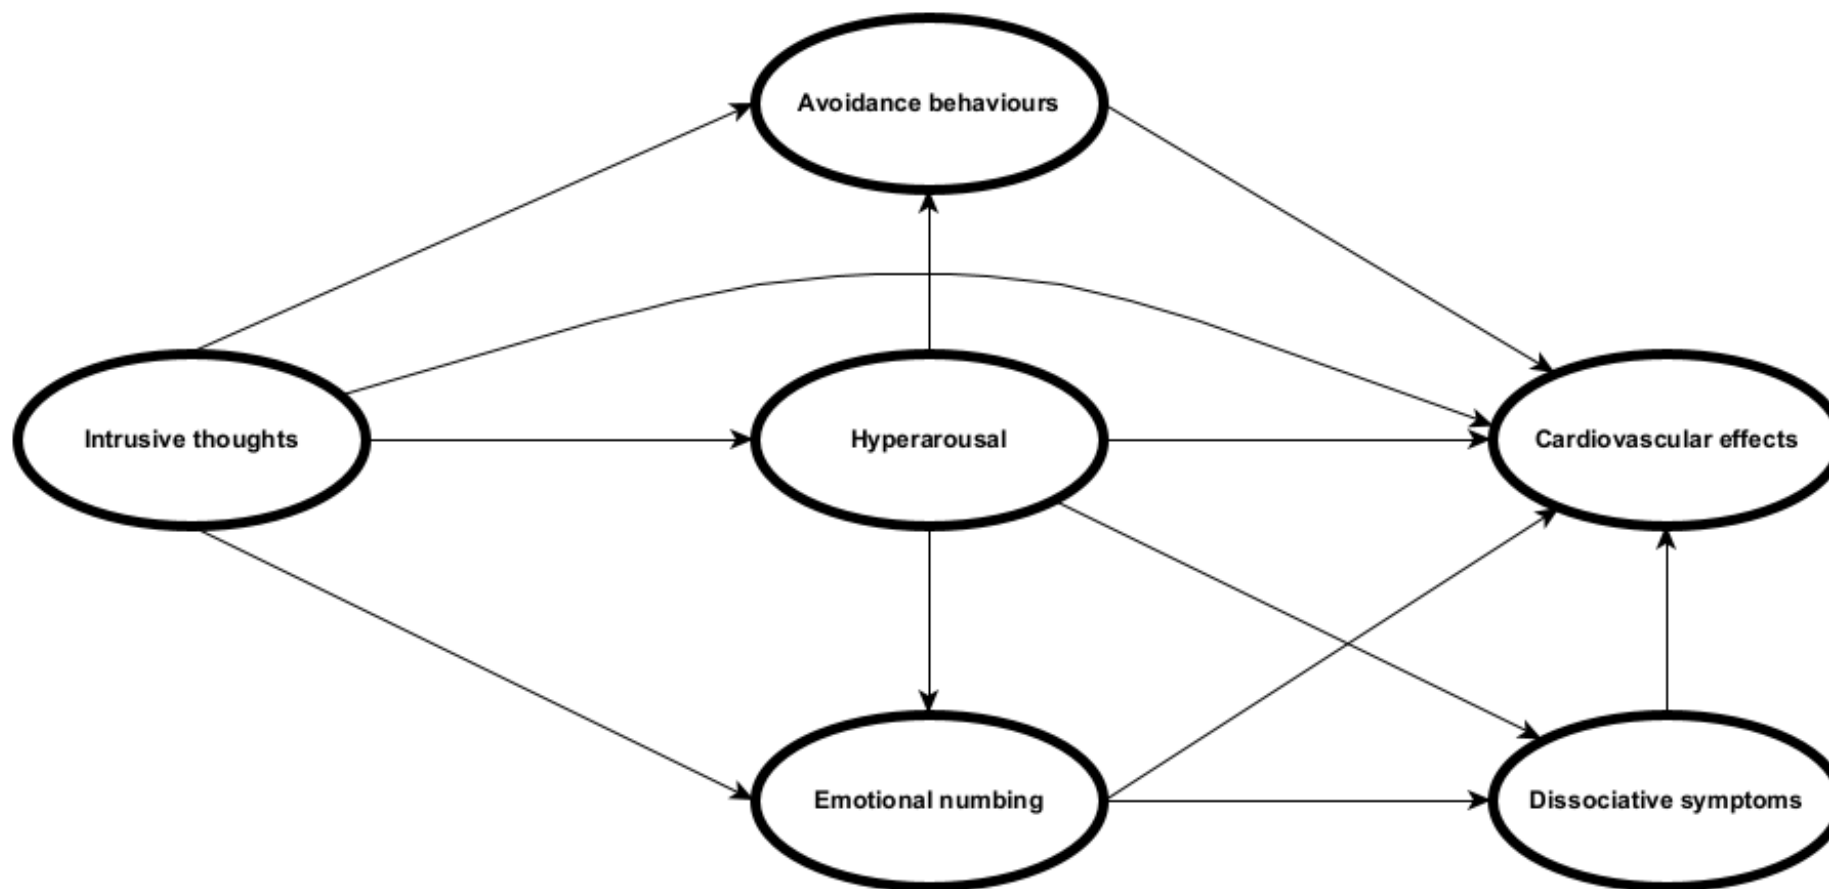 Avoidance behaviours
Intrusive thoughts
Hyperarousal
Cardiovascular effects
Emotional numbing
Dissociative symptoms